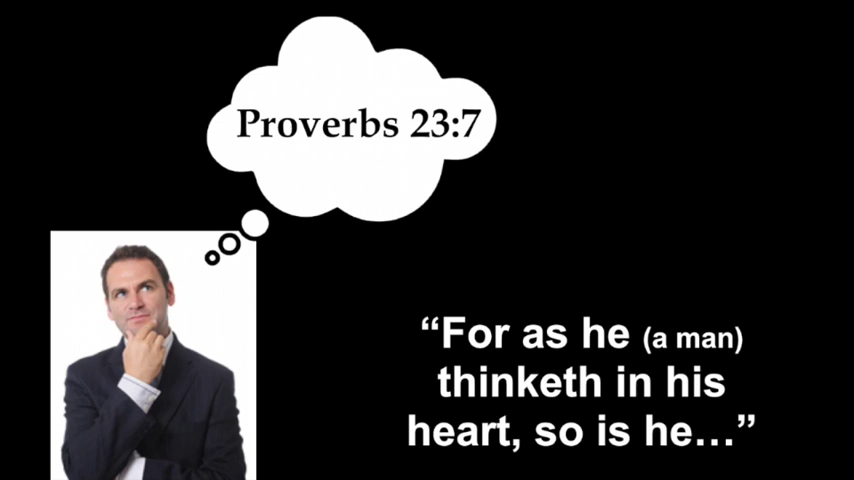 Proverbs 23:7
“For as he (a man)
thinketh in his
heart, so is he…”